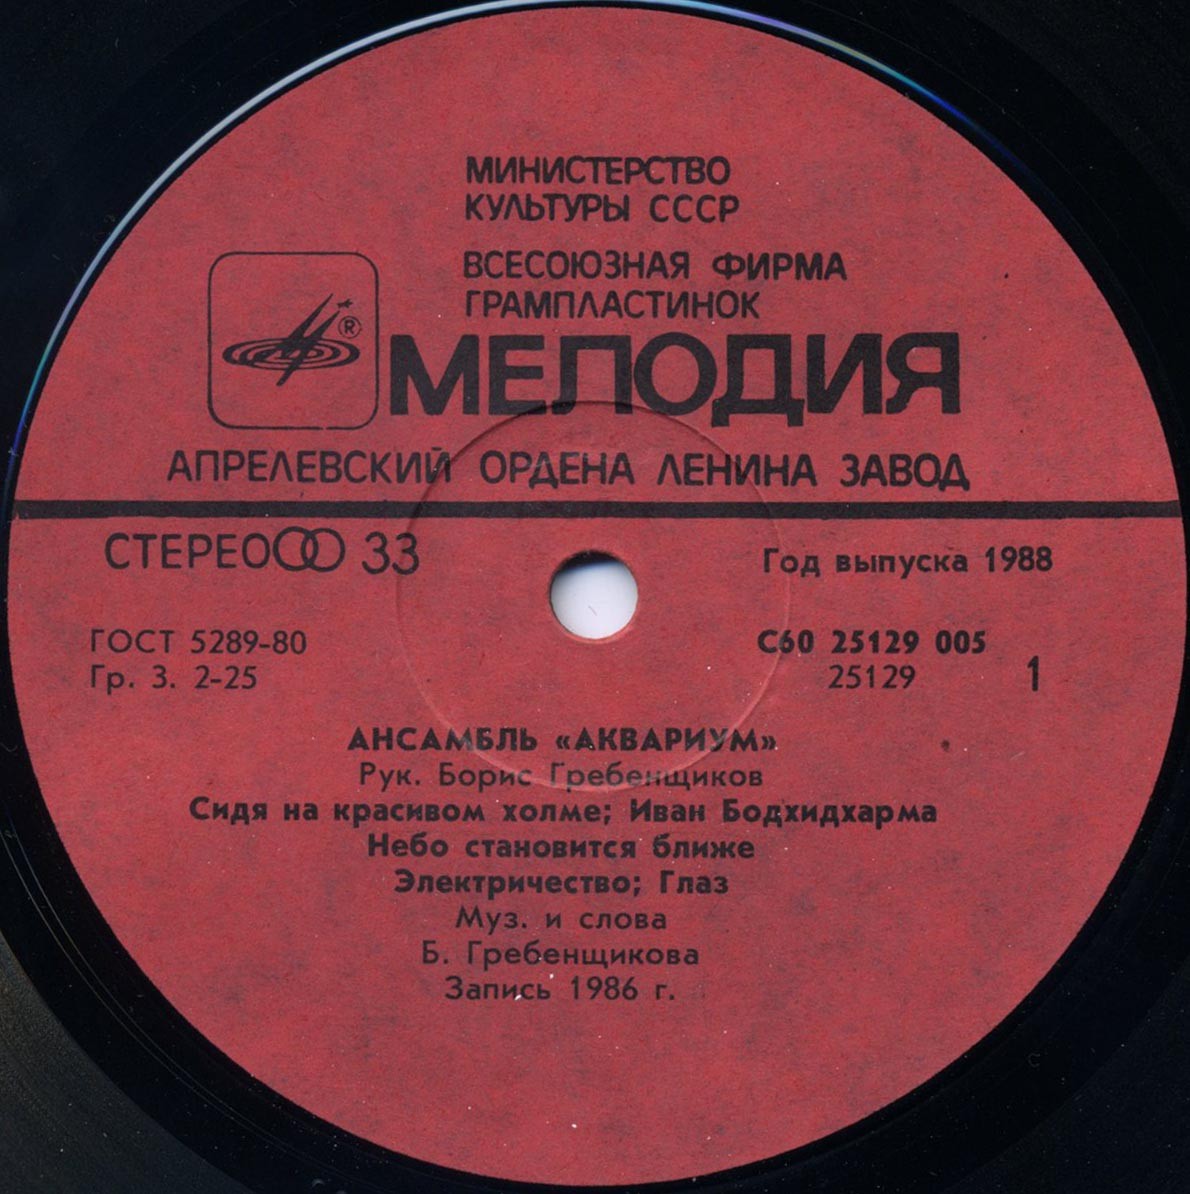 МИНИСТЕРСТВО
КУЛЬТУРЫ СССР
ВСЕСОЮЗНАЯ ФИРМА
ГРАМПЛАСТИНОК
®
МЕЛОДИЯ
АПРЕЛЕВСКИЙ ОРДЕНА ЛЕНИНА ЗАВОД
СТЕРЕО 33
Год выпуска 1988
ГОСТ 5289-80
Гр. 3. 2-25
С60 25129 005
25129 1
АНСАМБЛЬ «АКВАРИУМ»
Рук. Борис Гребенщиков
Сидя на красивом холме; Иван Бодхидхарма
Небо становится ближе
Электричество; Глаз
Муз. и слова
Б. Гребенщикова
Запись 1986 г.